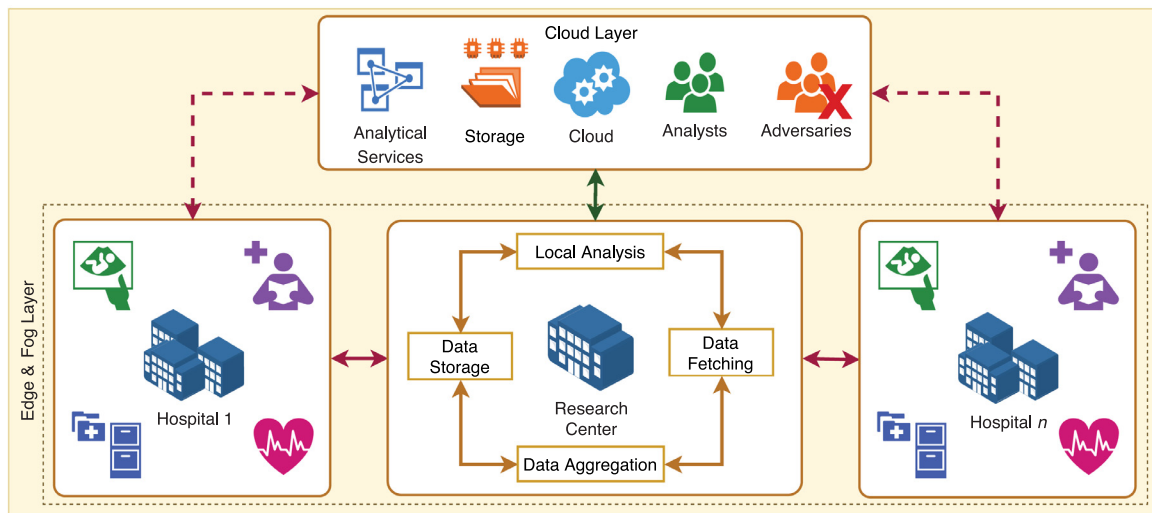 Cloud Layer
Analytical
Services
Storage
Cloud
Analysts
Adversaries
Edge & Fog Layer
Hospital 1
Local Analysis
Data
Storage
Data
Fetching
Research
Center
Data Aggregation
Hospital n